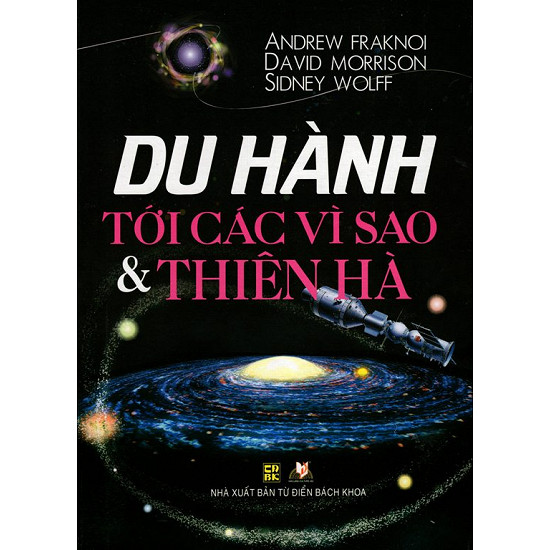 ANDREW FRAKNOI
DAVID MORRISON
SIDNEY WOLFF
DU HÀNH
TỚI CÁC VÌ SAO
& THIÊN HÀ
NHÀ XUẤT BẢN TỪ ĐIỂN BÁCH KHOA